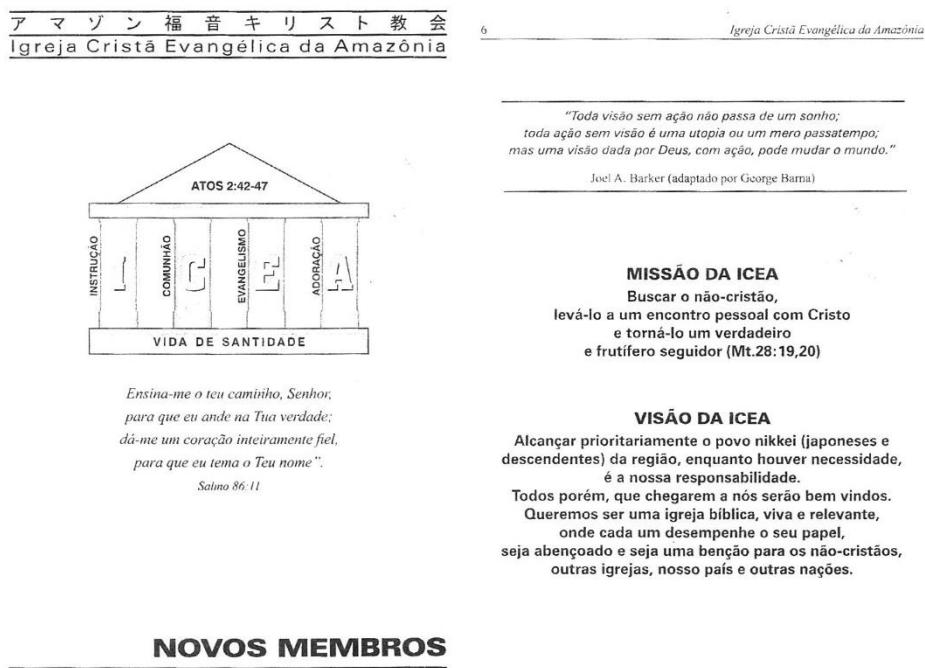 アマゾン福音キリスト教会
Igreja Cristã Evangélica da Amazônia
ATOS 2:42-47
INSTRUÇÃO
I
COMUNHÃO
C
EVANGELISMO
E
ADORAÇÃO
A
VIDA DE SANTIDADE
Ensina-me o teu caminho, Senhor,
para que eu ande na Tua verdade;
dá-me um coração inteiramente fiel,
para que eu tema o Teu nome".
Salmo 86:11
NOVOS MEMBROS
6
Igreja Cristã Evangélica da Amazônia
"Toda visão sem ação não passa de um sonho;
toda ação sem visão é uma utopia ou um mero passatempo;
mas uma visão dada por Deus, com ação, pode mudar o mundo."
Joel A. Barker (adaptado por George Barna)
MISSÃO DA ICEA
Buscar o não-cristão,
levá-lo a um encontro pessoal com Cristo
e torná-lo um verdadeiro
e frutífero seguidor (Mt.28:19,20)
VISÃO DA ICEA
Alcançar prioritariamente o povo nikkei (japoneses e
descendentes) da região, enquanto houver necessidade,
é a nossa responsabilidade.
Todos porém, que chegarem a nós serão bem vindos.
Queremos ser uma igreja bíblica, viva e relevante,
onde cada um desempenhe o seu papel,
seja abençoado e seja uma benção para os não-cristãos,
outras igrejas, nosso país e outras nações.